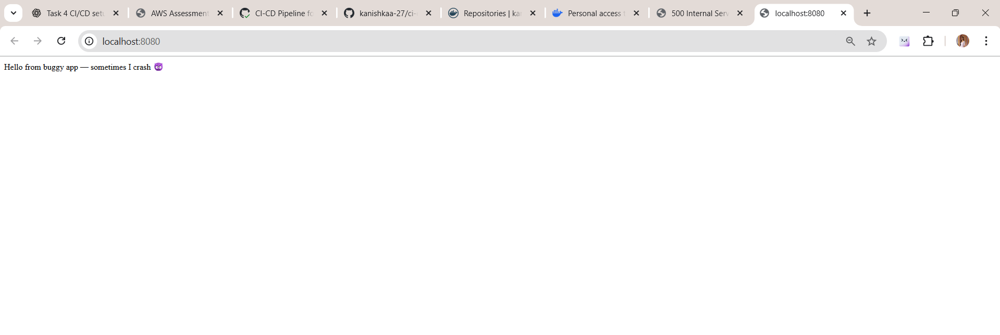 Task 4 CI/CD setu
AWS Assessment
CI-CD Pipeline fo
kanishkaa-27/ci-
Repositories | ka
Personal access t
500 Internal Serv
localhost:8080
localhost:8080
Hello from buggy app — sometimes I crash 😈